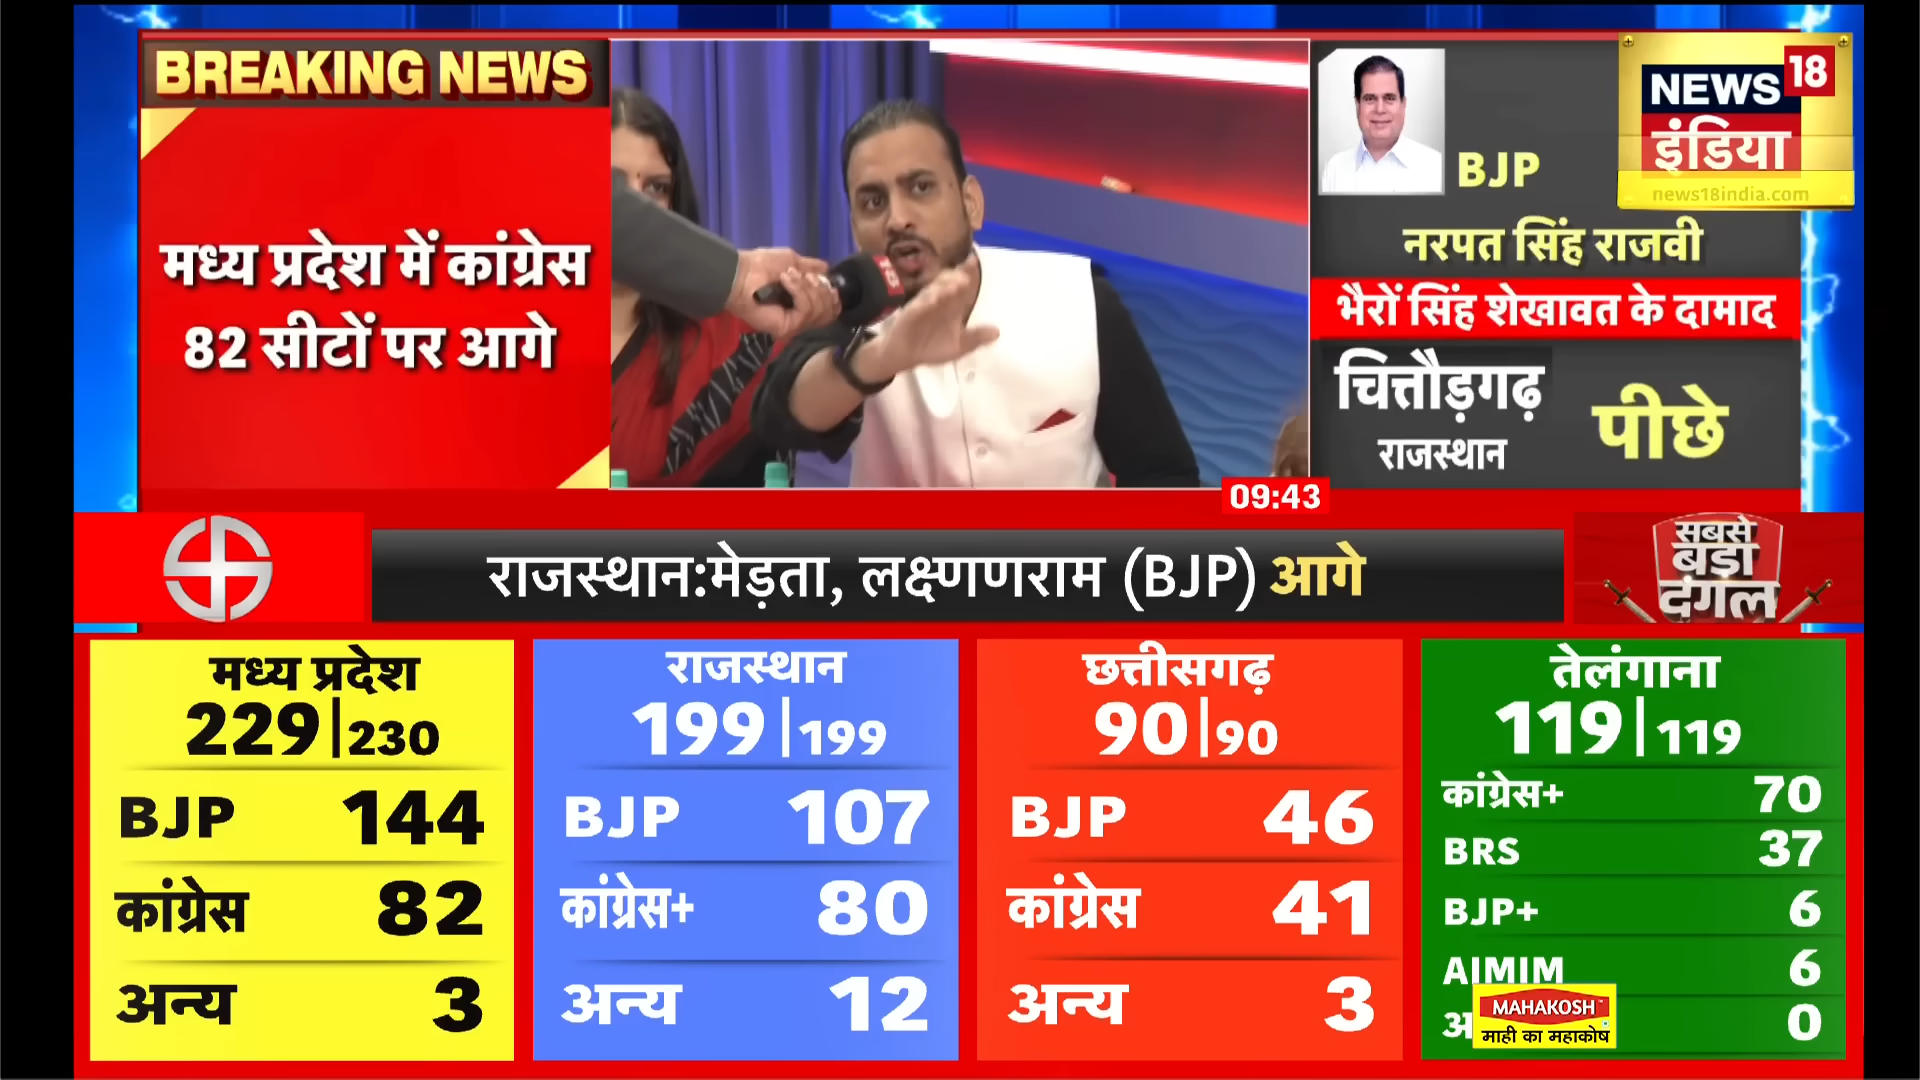 BREAKING NEWS
मध्य प्रदेश में कांग्रेस
82 सीटों पर आगे
BJP
नरपत सिंह राजवी
भैरों सिंह शेखावत के दामाद
चित्तौड़गढ़
राजस्थान
पीछे
NEWS 18
इंडिया
news18india.com
09:43
राजस्थान:मेड़ता, लक्ष्णणराम (BJP) आगे
सबसे
बड़ा
दंगल
मध्य प्रदेश
229|230
BJP 144
कांग्रेस 82
अन्य 3
राजस्थान
199|199
BJP 107
कांग्रेस+ 80
अन्य 12
छत्तीसगढ़
90|90
BJP 46
कांग्रेस 41
अन्य 3
तेलंगाना
119|119
कांग्रेस+ 70
BRS 37
BJP+ 6
AIMIM 6
0
MAHAKOSH
माही का महाकोष